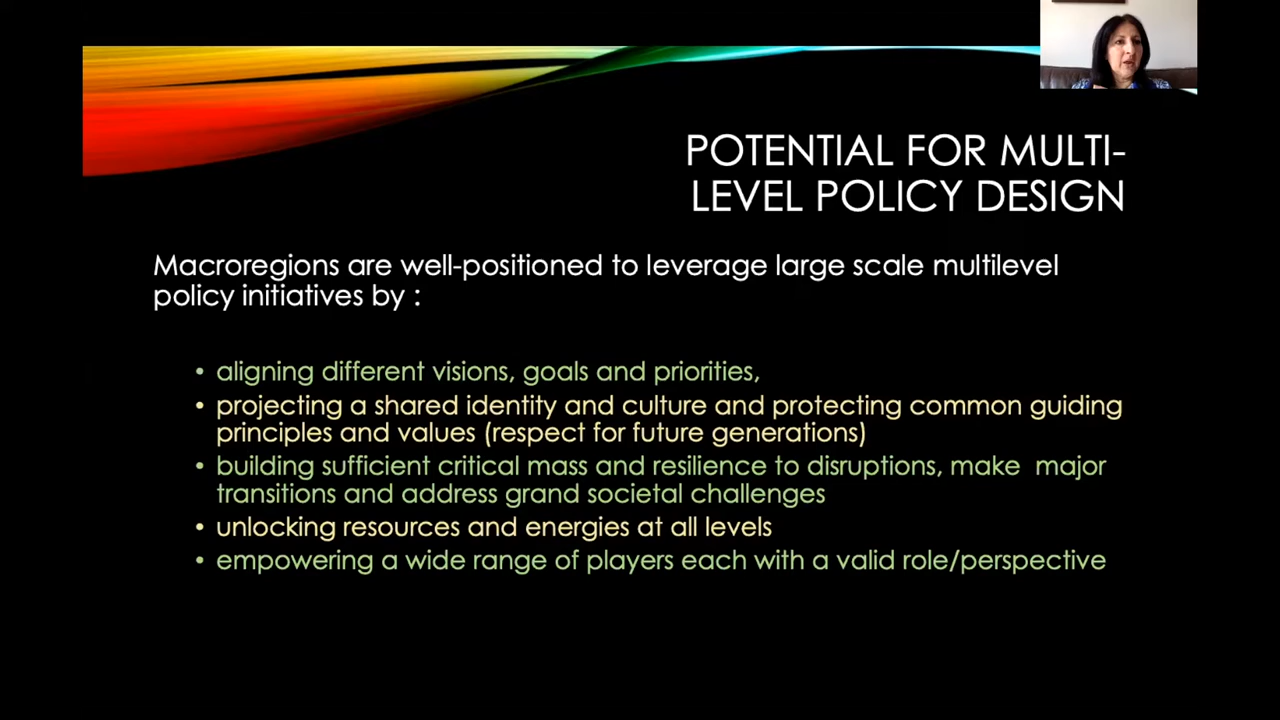 POTENTIAL FOR MULTI-
LEVEL POLICY DESIGN
Macroregions are well-positioned to leverage large scale multilevel
policy initiatives by :
• aligning different visions, goals and priorities,
• projecting a shared identity and culture and protecting common guiding
principles and values (respect for future generations)
• building sufficient critical mass and resilience to disruptions, make  major
transitions and address grand societal challenges
• unlocking resources and energies at all levels
• empowering a wide range of players each with a valid role/perspective